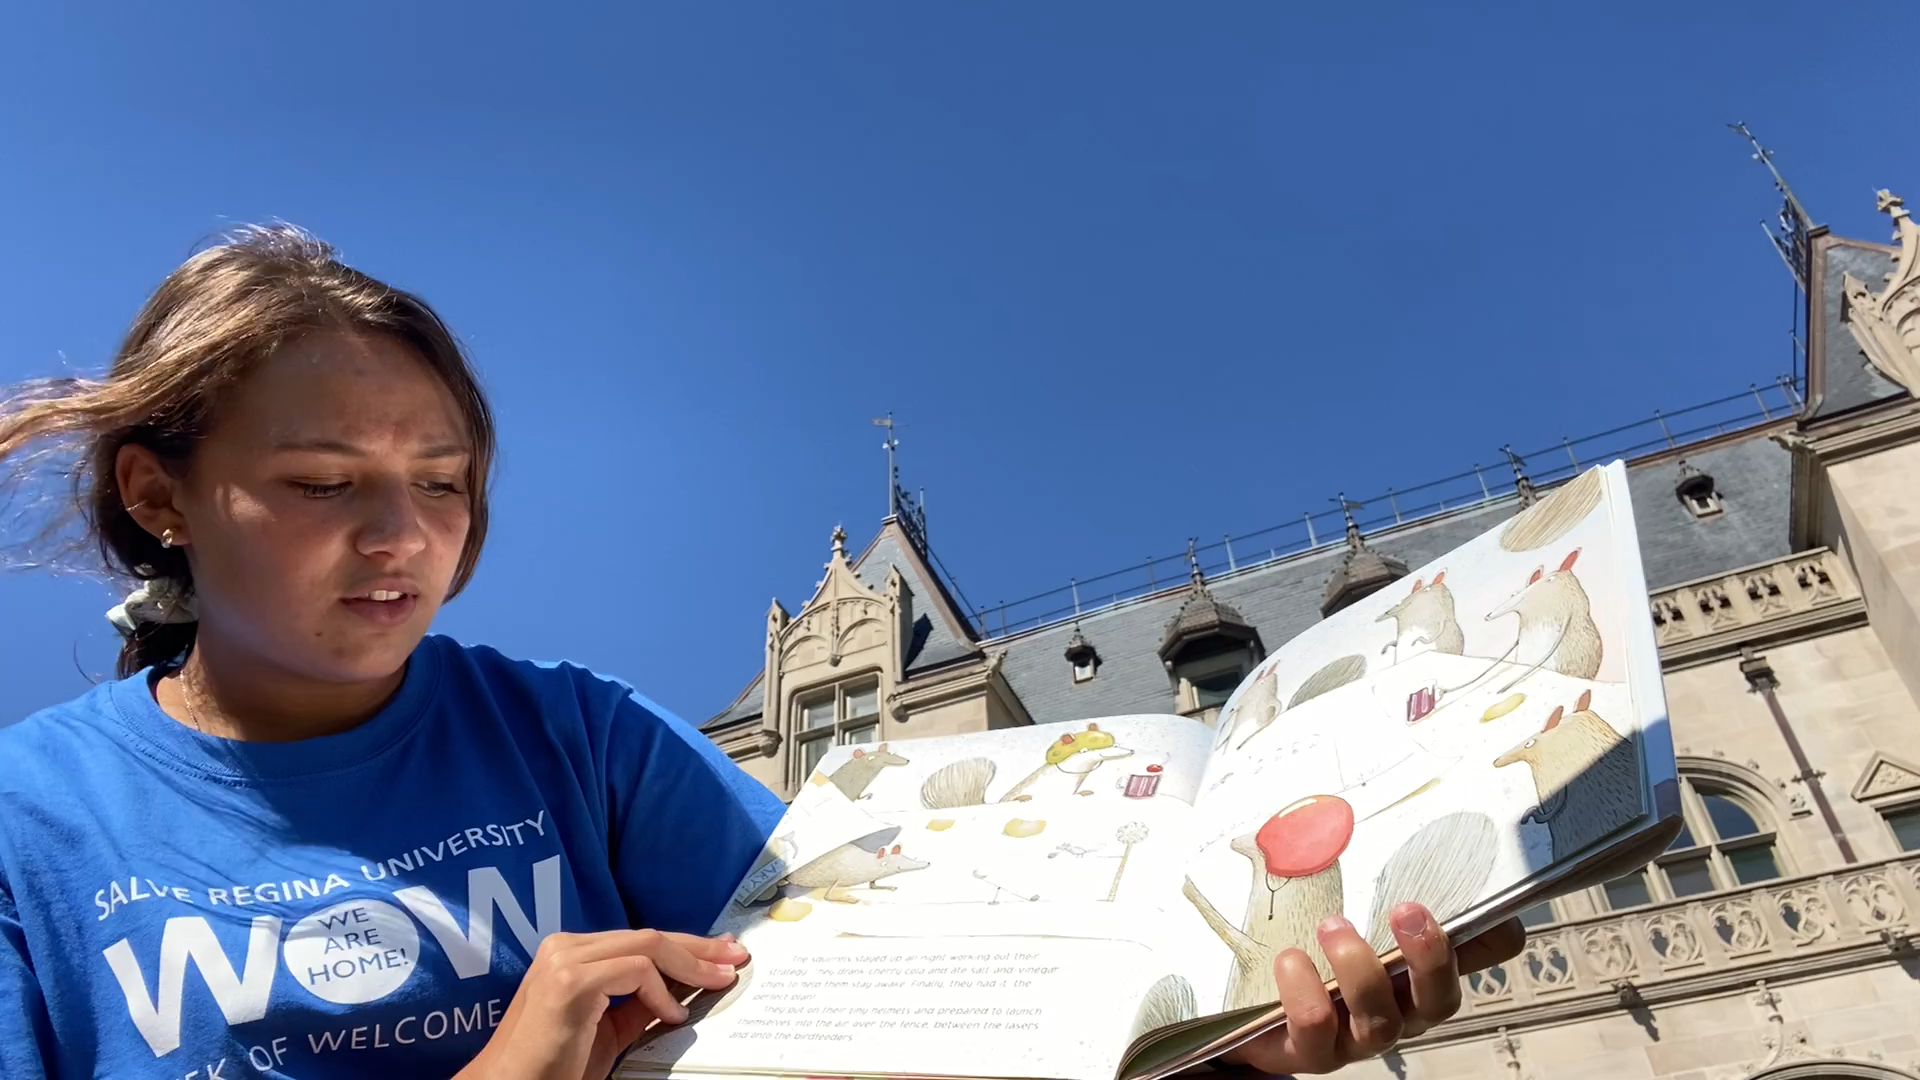 SALVE REGINA UNIVERSITY
WOW
WE
ARE
HOME!
OF WELCOME
The squirrels stayed up all night working out their
strategy. They drank cherry cola and ate salt-and-vinegar
chips to help them stay awake. Finally, they had it: the
perfect plan!
They put on their tiny helmets and prepared to launch
themselves into the air over the fence, between the lasers
and onto the birdfeeders.